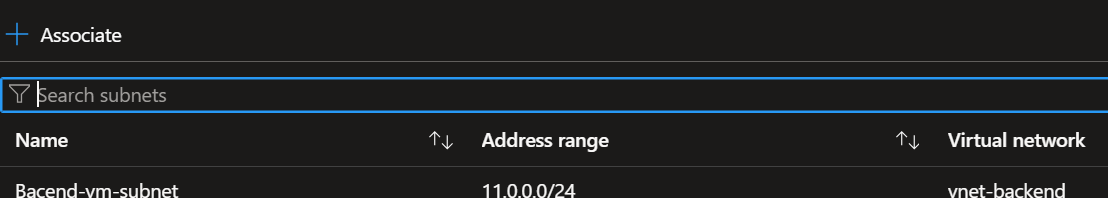 Associate
Search subnets
Name Address range Virtual network
Bacend-vm-subnet 11.0.0.0/24 vnet-backend